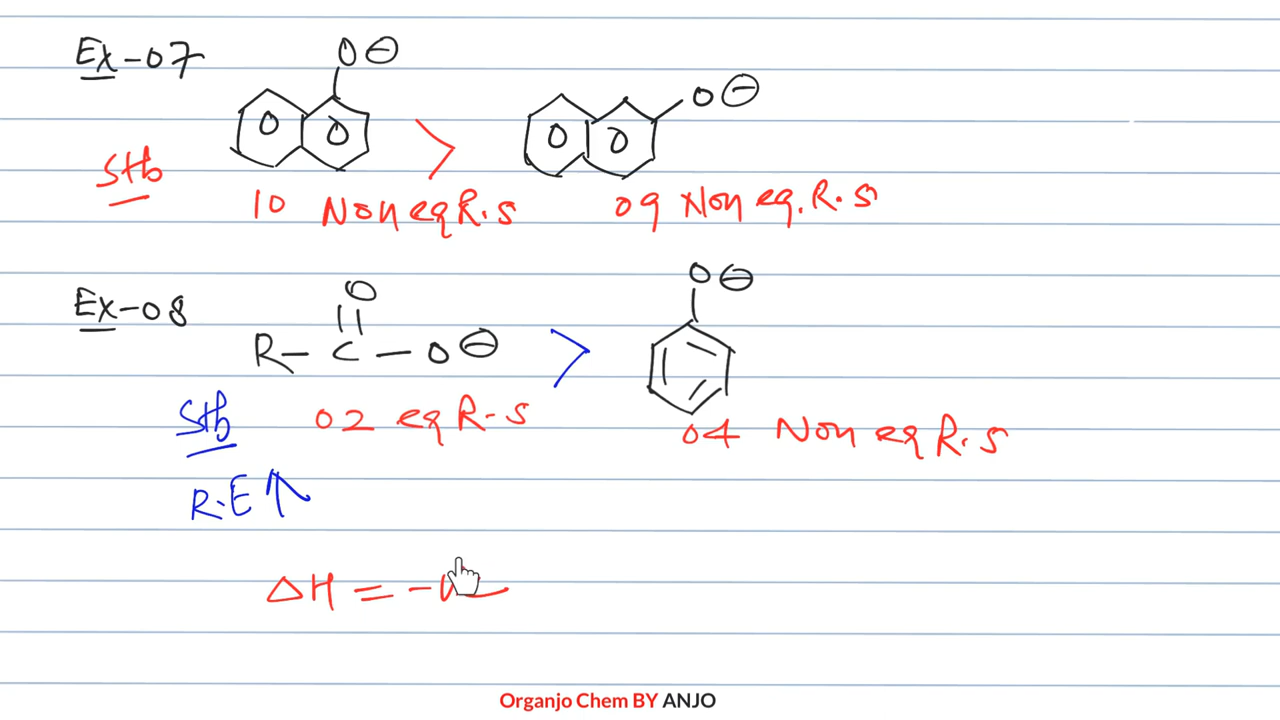 Ex-07
O⊖
O⊖
Stb
>
10 Non eq R.S
09 Non eq. R.S
Ex-08
O
R-C-O⊖
>
O⊖
Stb
02 eq R-S
04 Non eq R.S
R.E↑
ΔH = -
Organjo Chem BY ANJO